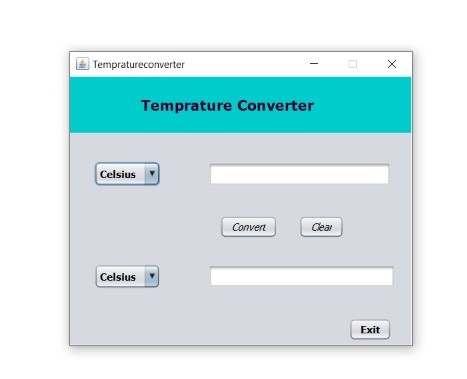 Tempratureconverter
Temprature Converter
Celsius
Convert Clear
Celsius
Exit